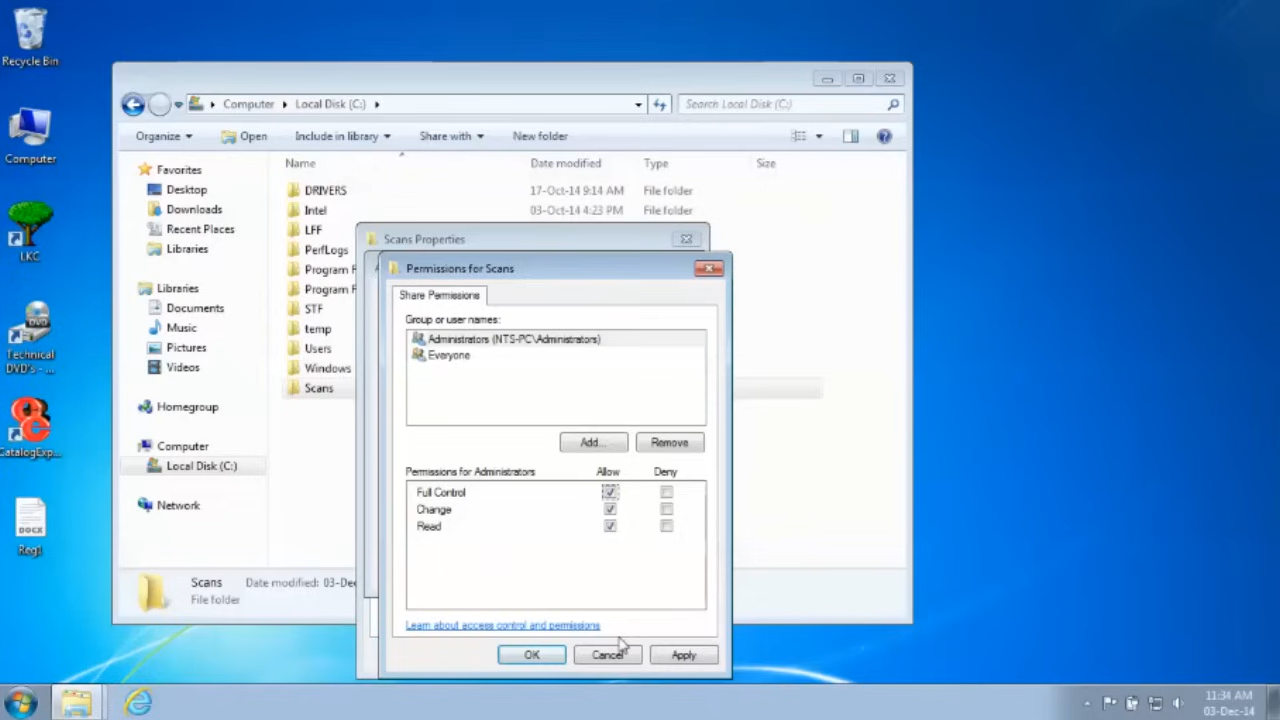 Recycle Bin
Computer
LKC
Technical
DVD's - ...
CatalogExp...
Reg1
Computer
Local Disk (C:)
Search Local Disk (C:)
Organize
Open
Include in library
Share with
New folder
Name
Date modified
Type
Size
Favorites
Desktop
Downloads
Recent Places
Libraries
Libraries
Documents
Music
Pictures
Videos
Homegroup
Computer
Local Disk (C:)
Network
DRIVERS
17-Oct-14 9:14 AM
File folder
Intel
03-Oct-14 4:23 PM
File folder
LFF
PerfLogs
Program F
Program F
STF
temp
Users
Windows
Scans
Scans
Date modified: 03-De
File folder
Scans Properties
Permissions for Scans
Share Permissions
Group or user names:
Administrators (NTS-PC\Administrators)
Everyone
Add...
Remove
Permissions for Administrators
Allow
Deny
Full Control
Change
Read
Learn about access control and permissions
OK
Cancel
Apply
11:34 AM
03-Dec-14